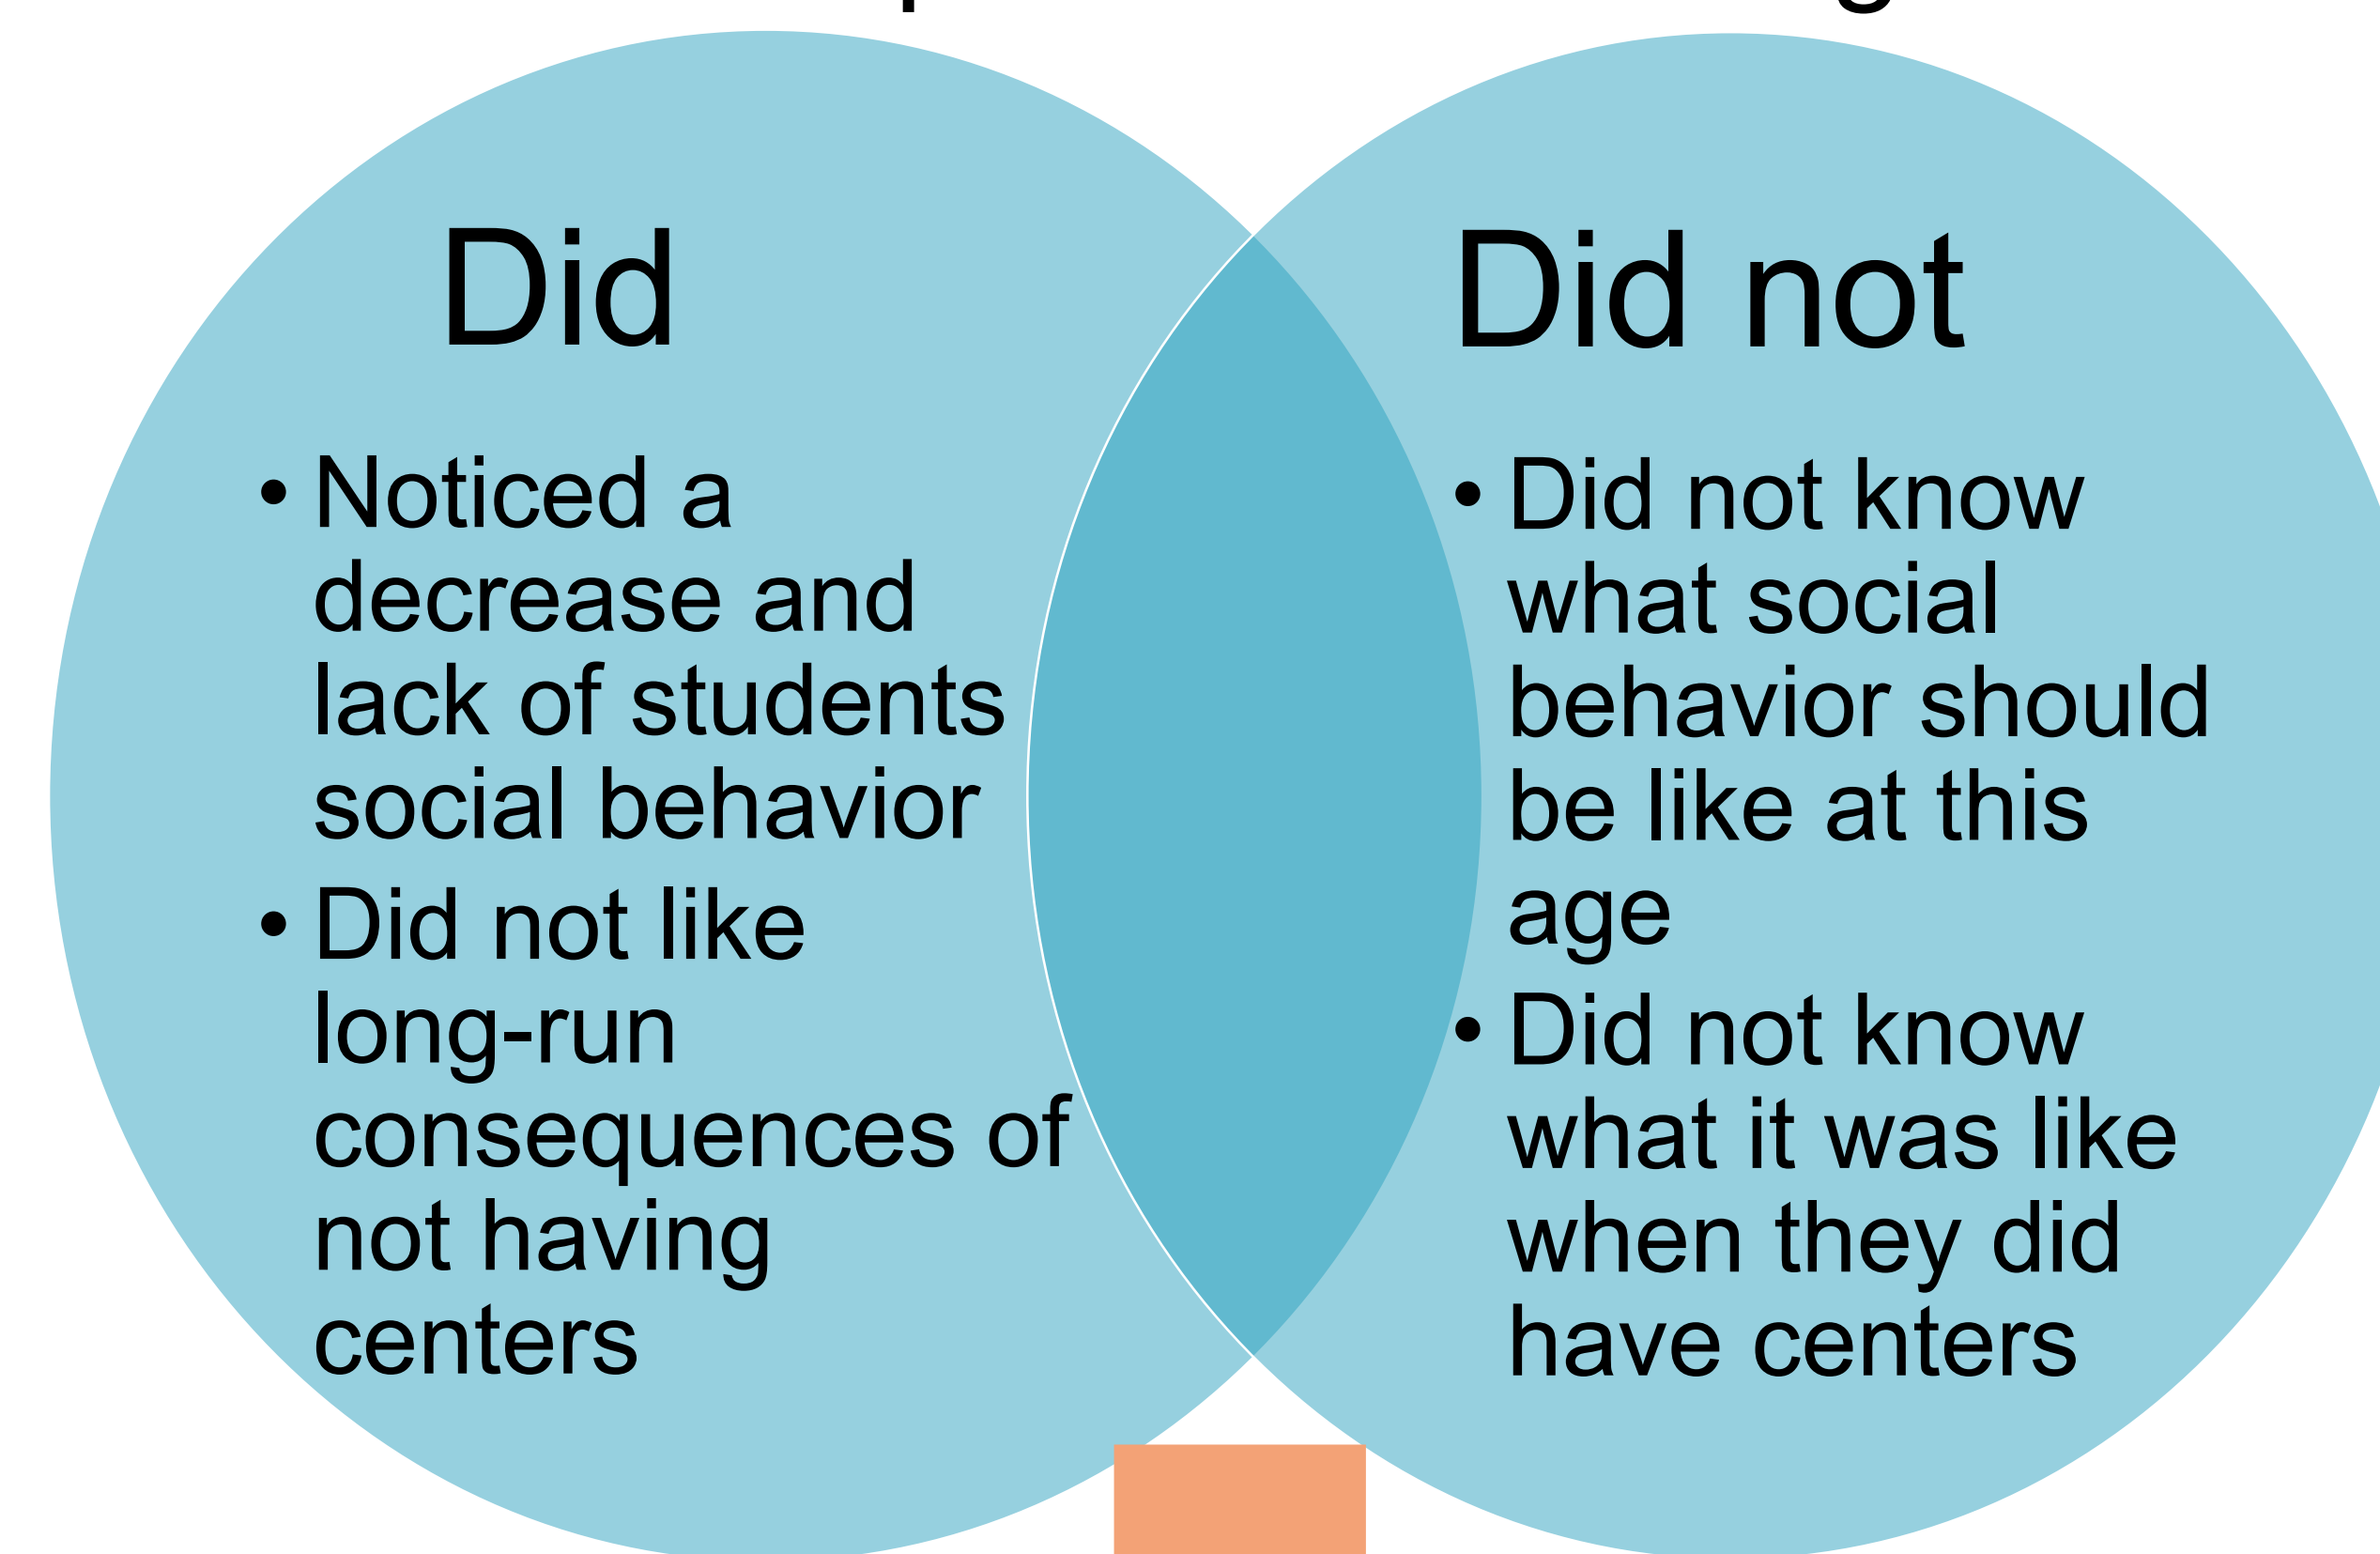 Did
• Noticed a
decrease and
lack of students
social behavior
• Did not like
long-run
consequences of
not having
centers
Did not
• Did not know
what social
behavior should
be like at this
age
• Did not know
what it was like
when they did
have centers